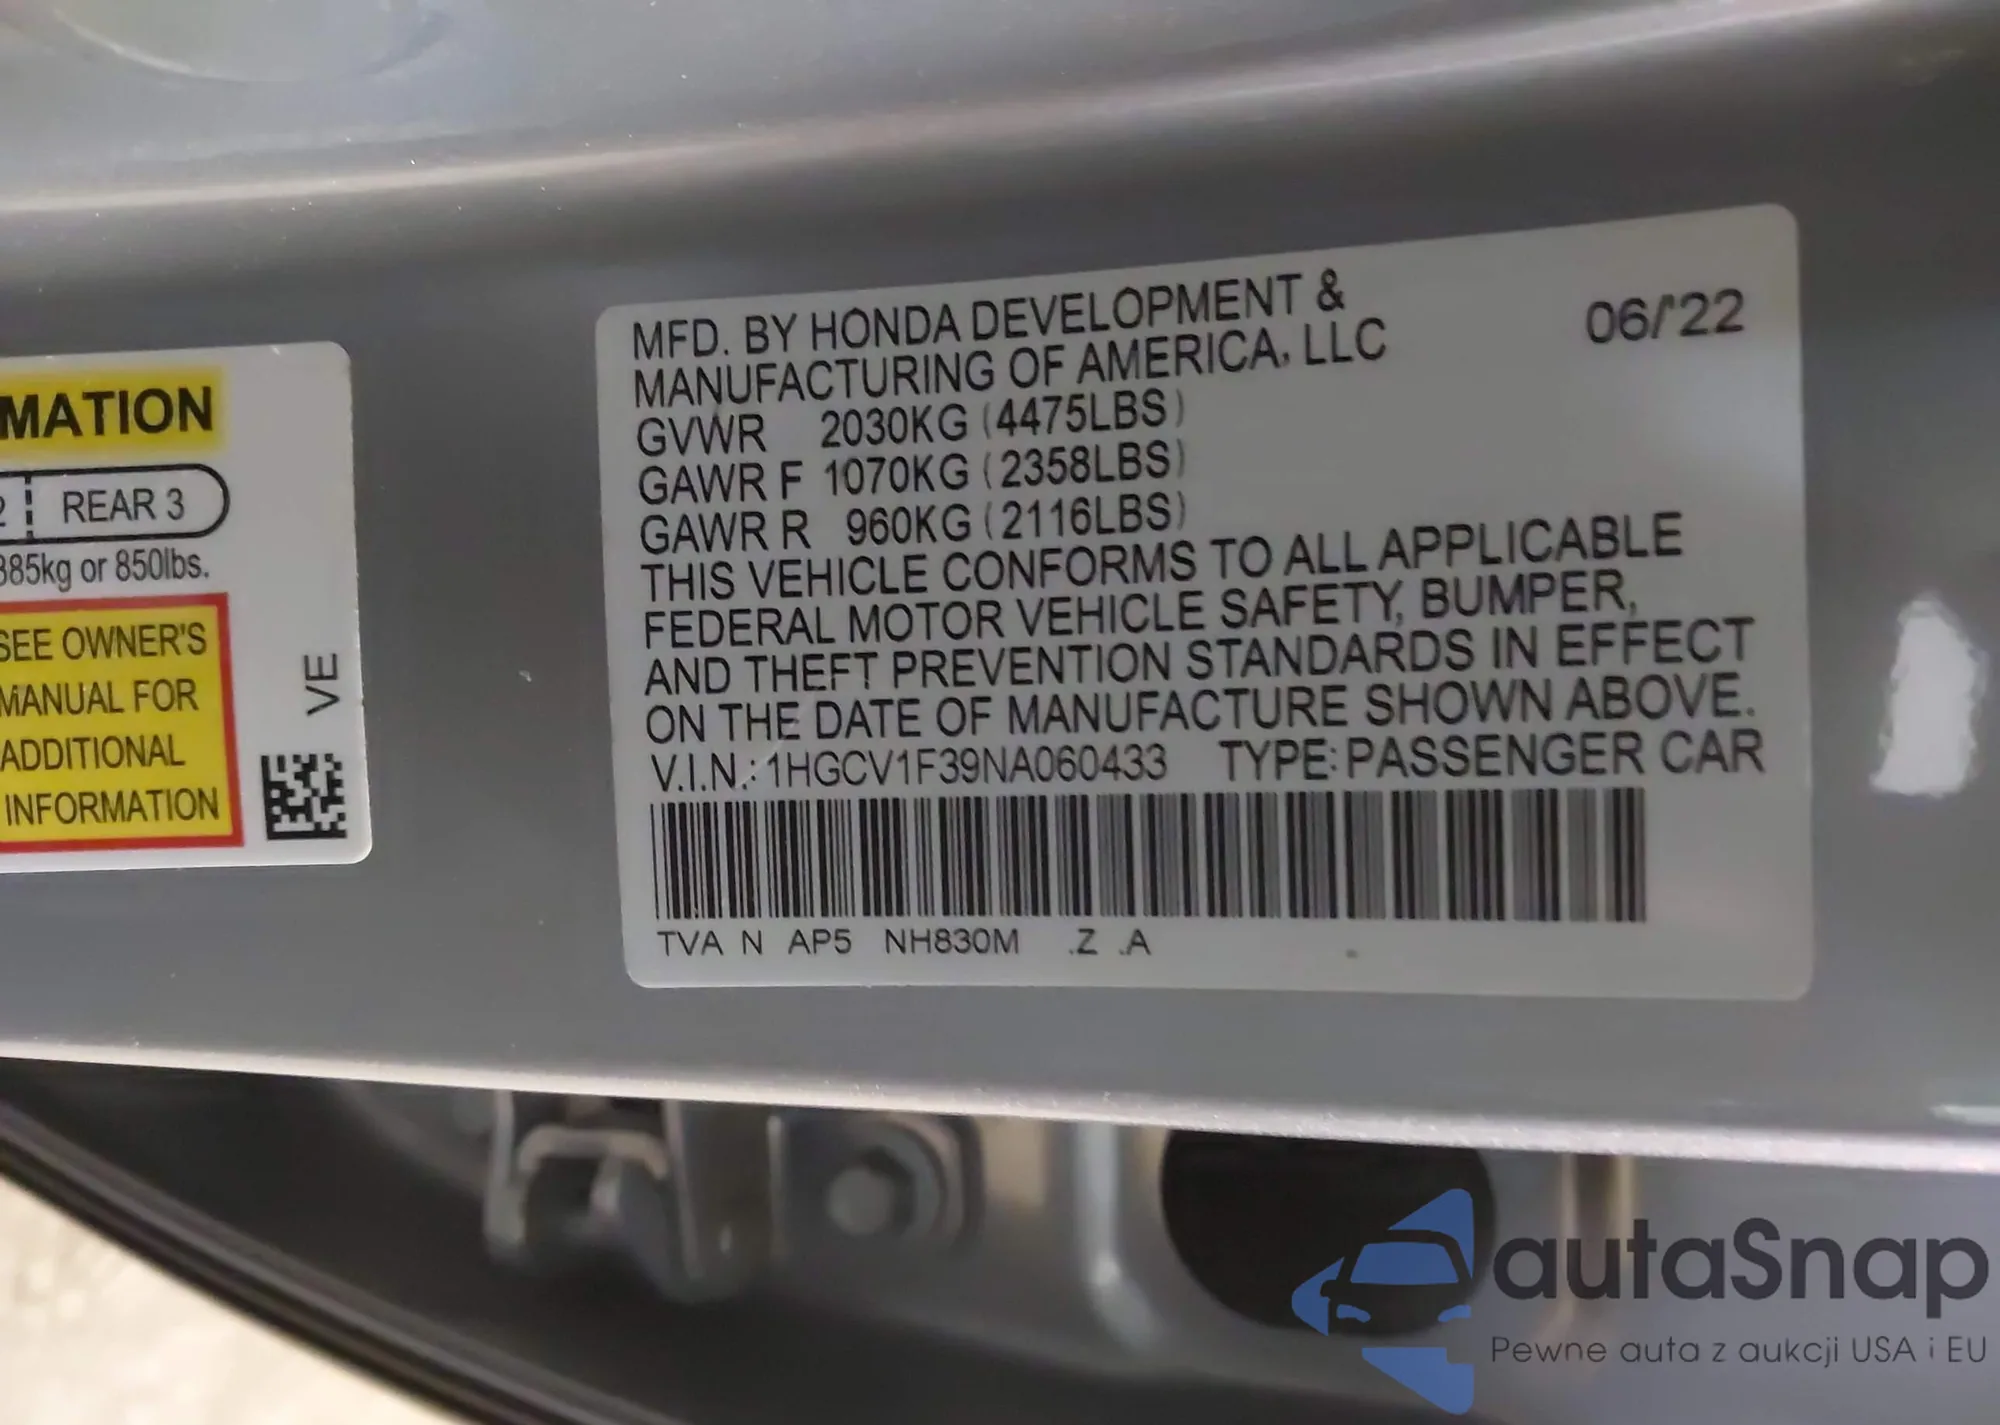 MATION
2 REAR 3
385kg or 850lbs.
SEE OWNER'S
MANUAL FOR
ADDITIONAL
INFORMATION
VE
MFD. BY HONDA DEVELOPMENT &
MANUFACTURING OF AMERICA, LLC
06/'22
GVWR 2030KG (4475LBS)
GAWR F 1070KG (2358LBS)
GAWR R 960KG (2116LBS)
THIS VEHICLE CONFORMS TO ALL APPLICABLE
FEDERAL MOTOR VEHICLE SAFETY, BUMPER,
AND THEFT PREVENTION STANDARDS IN EFFECT
ON THE DATE OF MANUFACTURE SHOWN ABOVE.
V.I.N.: 1HGCV1F39NA060433 TYPE: PASSENGER CAR
TVA N AP5 NH830M .Z .A
autaSnap
Pewne auta z aukcji USA i EU